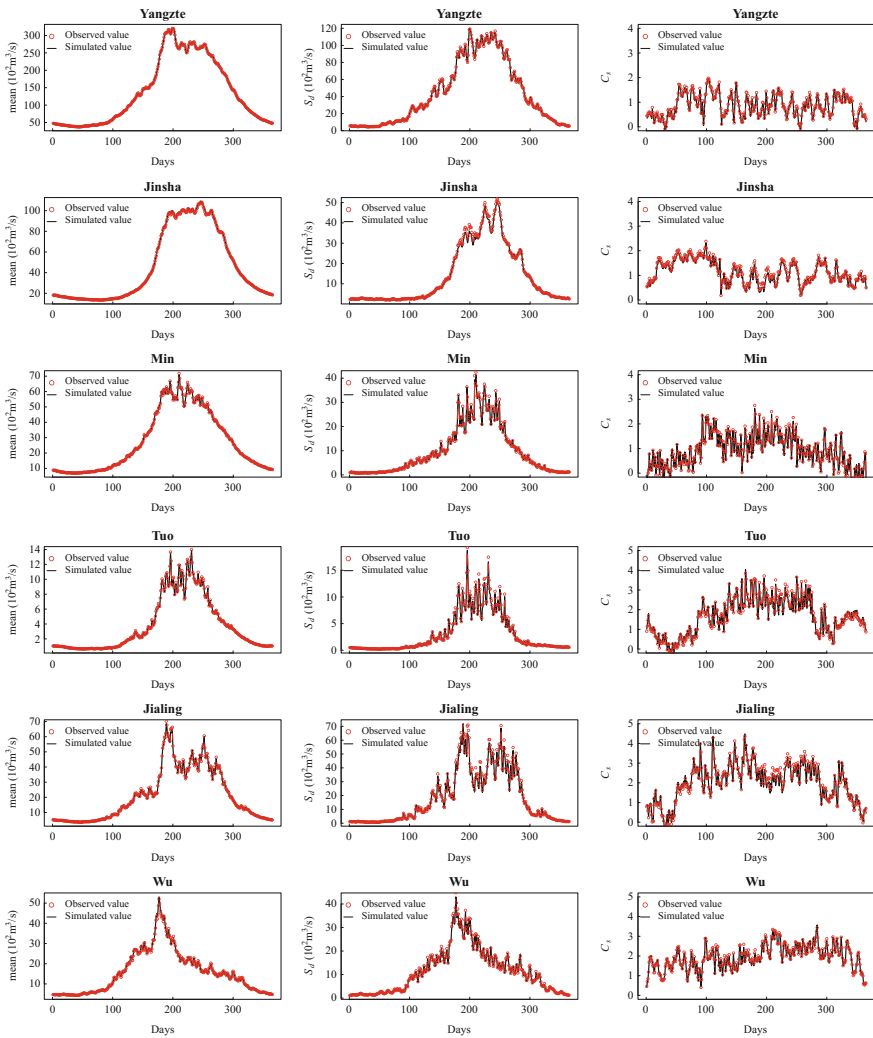 Yangzte
mean (10²m³/s)
300
250
200
150
100
50
Observed value
Simulated value
0
100
200
300
Days
Yangzte
S_d (10²m³/s)
120
100
80
60
40
20
0
Observed value
Simulated value
0
100
200
300
Days
Yangzte
C_s
4
3
2
1
0
Observed value
Simulated value
0
100
200
300
Days
Jinsha
mean (10²m³/s)
100
80
60
40
20
Observed value
Simulated value
0
100
200
300
Days
Jinsha
S_d (10²m³/s)
50
40
30
20
10
Observed value
Simulated value
0
100
200
300
Days
Jinsha
C_s
4
3
2
1
0
Observed value
Simulated value
0
100
200
300
Days
Min
mean (10²m³/s)
70
60
50
40
30
20
10
Observed value
Simulated value
0
100
200
300
Days
Min
S_d (10²m³/s)
40
30
20
10
0
Observed value
Simulated value
0
100
200
300
Days
Min
C_s
4
3
2
1
0
Observed value
Simulated value
0
100
200
300
Days
Tuo
mean (10²m³/s)
14
12
10
8
6
4
2
Observed value
Simulated value
0
100
200
300
Days
Tuo
S_d (10²m³/s)
15
10
5
0
Observed value
Simulated value
0
100
200
300
Days
Tuo
C_s
5
4
3
2
1
0
Observed value
Simulated value
0
100
200
300
Days
Jialing
mean (10²m³/s)
70
60
50
40
30
20
10
Observed value
Simulated value
0
100
200
300
Days
Jialing
S_d (10²m³/s)
70
60
50
40
30
20
10
0
Observed value
Simulated value
0
100
200
300
Days
Jialing
C_s
5
4
3
2
1
0
Observed value
Simulated value
0
100
200
300
Days
Wu
mean (10²m³/s)
50
40
30
20
10
Observed value
Simulated value
0
100
200
300
Days
Wu
S_d (10²m³/s)
40
30
20
10
0
Observed value
Simulated value
0
100
200
300
Days
Wu
C_s
5
4
3
2
1
0
Observed value
Simulated value
0
100
200
300
Days